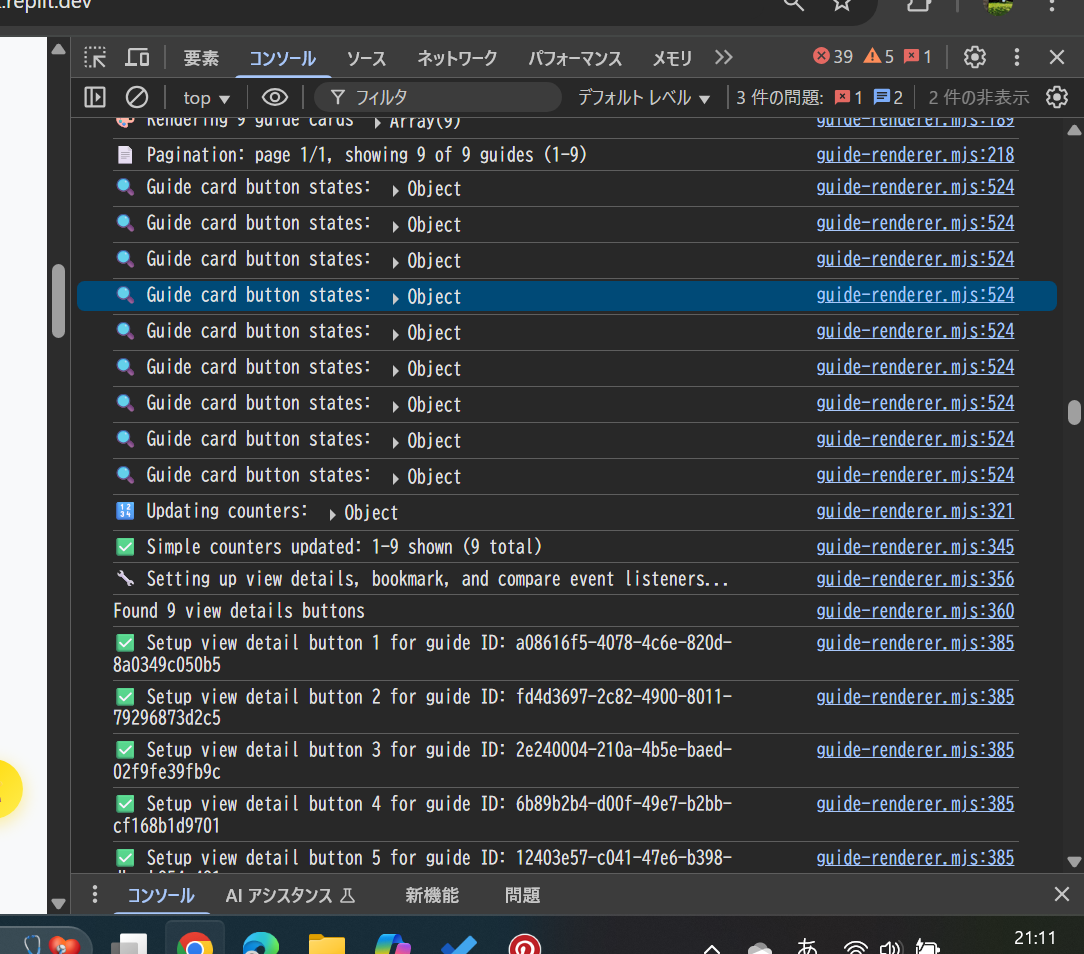 .replit.dev
要素 コンソール ソース ネットワーク パフォーマンス メモリ 39 5 1
top フィルタ デフォルト レベル 3 件の問題: 1 2 2 件の非表示
Rendering 9 guide cards Array(9) guide-renderer.mjs:189
Pagination: page 1/1, showing 9 of 9 guides (1-9) guide-renderer.mjs:218
Guide card button states: Object guide-renderer.mjs:524
Guide card button states: Object guide-renderer.mjs:524
Guide card button states: Object guide-renderer.mjs:524
Guide card button states: Object guide-renderer.mjs:524
Guide card button states: Object guide-renderer.mjs:524
Guide card button states: Object guide-renderer.mjs:524
Guide card button states: Object guide-renderer.mjs:524
Guide card button states: Object guide-renderer.mjs:524
Guide card button states: Object guide-renderer.mjs:524
Updating counters: Object guide-renderer.mjs:321
Simple counters updated: 1-9 shown (9 total) guide-renderer.mjs:345
Setting up view details, bookmark, and compare event listeners... guide-renderer.mjs:356
Found 9 view details buttons guide-renderer.mjs:360
Setup view detail button 1 for guide ID: a08616f5-4078-4c6e-820d- guide-renderer.mjs:385
8a0349c050b5
Setup view detail button 2 for guide ID: fd4d3697-2c82-4900-8011- guide-renderer.mjs:385
79296873d2c5
Setup view detail button 3 for guide ID: 2e240004-210a-4b5e-baed- guide-renderer.mjs:385
02f9fe39fb9c
Setup view detail button 4 for guide ID: 6b89b2b4-d00f-49e7-b2bb- guide-renderer.mjs:385
cf168b1d9701
Setup view detail button 5 for guide ID: 12403e57-c041-47e6-b398- guide-renderer.mjs:385
コンソール AI アシスタンス 新機能 問題
あ 21:11